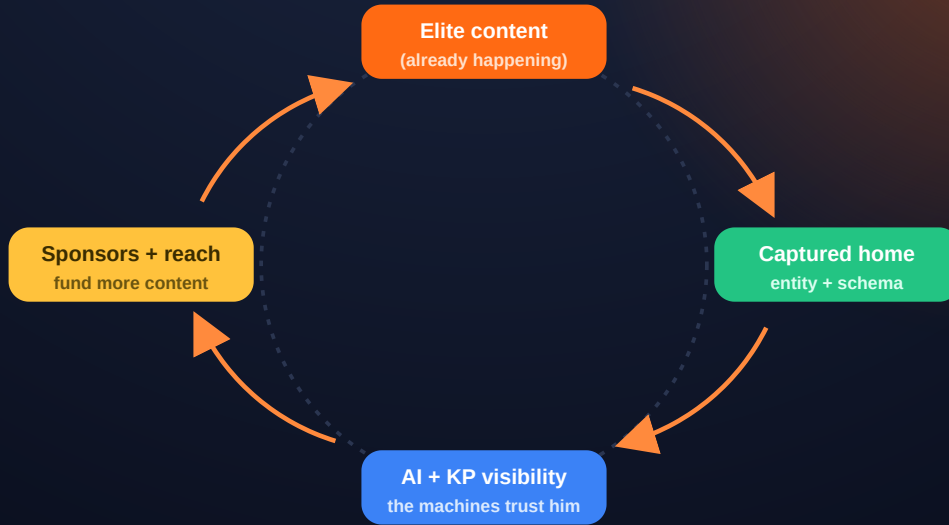 Elite content
(already happening)
Sponsors + reach
fund more content
Captured home
entity + schema
AI + KP visibility
the machines trust him